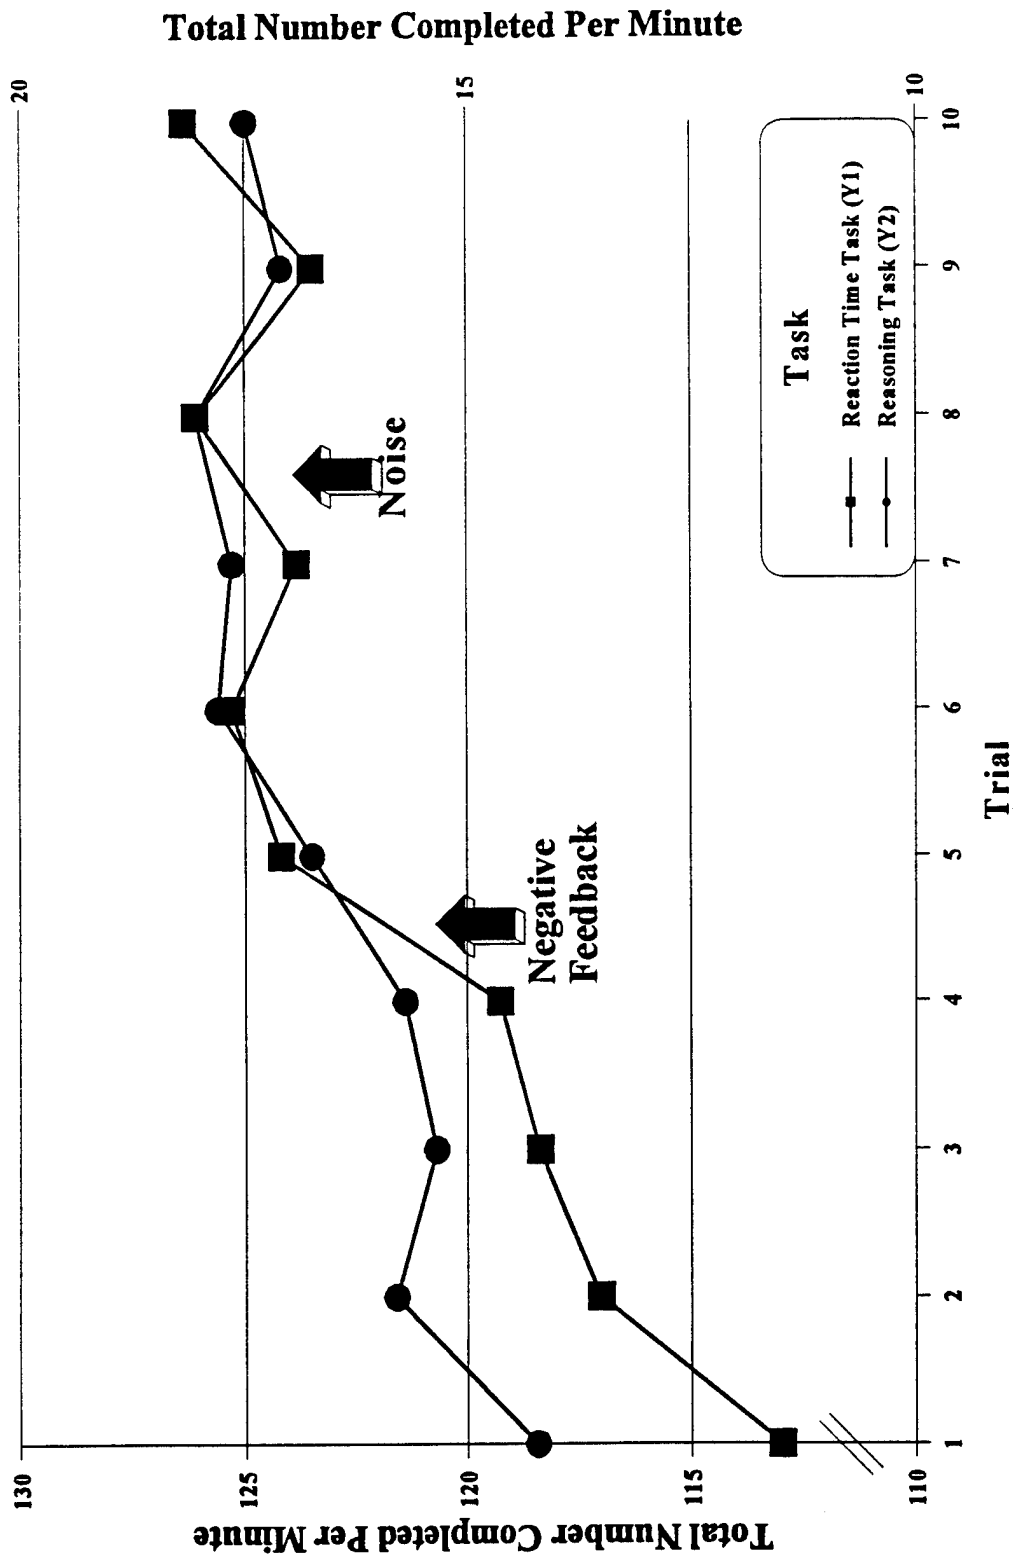 Total Number Completed Per Minute
130
125
120
115
110
Total Number Completed Per Minute
20
15
10
Negative
Feedback
Noise
Task
Reaction Time Task (Y1)
Reasoning Task (Y2)
1 2 3 4 5 6 7 8 9 10
Trial